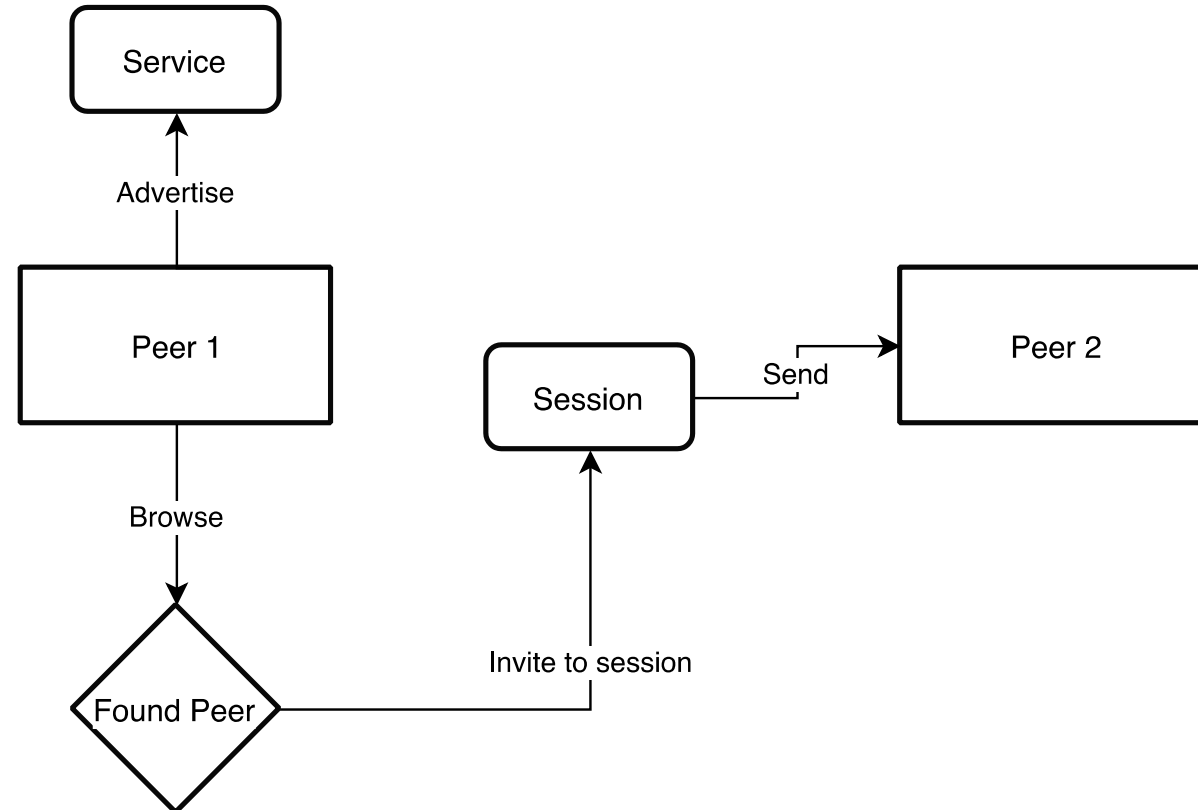 Service
Advertise
Peer 1
Peer 2
Session
Send
Browse
Invite to session
Found Peer